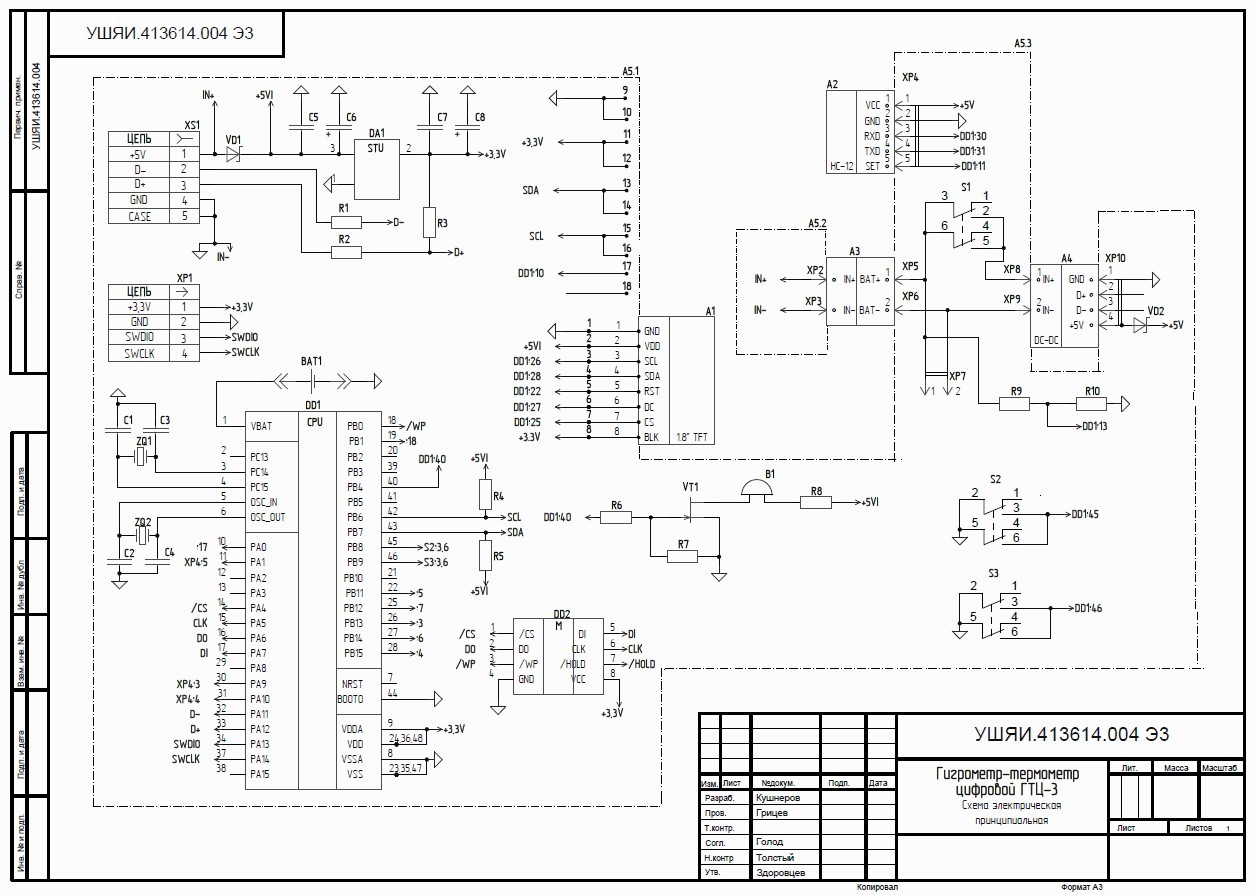 УШЯИ.413614.004 ЭЗ
Первич. примен.
УШЯИ.413614.004
Справ. №
Подп. и дата
Инв. № дубл.
Взам. инв. №
Подп. и дата
Инв. № и подл.
A5.1
IN+
+5VI
XS1
ЦЕПЬ
+5V 1
D- 2
D+ 3
GND 4
CASE 5
VD1
C5
C6
+
3
DA1
STU
2
1
C7
C8
+
+3,3V
R1
D-
R2
R3
D+
IN-
XP1
ЦЕПЬ
+3,3V 1 +3,3V
GND 2
SWDIO 3 SWDIO
SWCLK 4 SWCLK
9
10
+3,3V 11
12
SDA 13
14
SCL 15
16
DD1:10 17
18
A1
1 1 GND
+5VI 2 2 VDD
DD1:26 3 3 SCL
DD1:28 4 4 SDA
DD1:22 5 5 RST
DD1:27 6 6 DC
DD1:25 7 7 CS
+3.3V 8 8 BLK
1.8" TFT
A5.3
A2
XP4
VCC 1 1 +5V
GND 2 2
RXD 3 3 DD1:30
TXD 4 4 DD1:31
SET 5 5 DD1:11
HC-12
S1
3 1
2
6 4
5
A5.2
A3
IN+ XP2 IN+ BAT+ XP5
IN- XP3 IN- BAT- XP6
XP7
1 2
A4
XP8 1 IN+ GND 1 XP10
D+ 2
XP9 2 IN- D- 3
+5V 4
DC-DC
VD2
+5V
R9
R10
DD1:13
BAT1
DD1
CPU
1 VBAT
2 PC13
3 PC14
4 PC15
5 OSC_IN
6 OSC_OUT
:17 10 PA0
XP4:5 11 PA1
12 PA2
13 PA3
/CS 14 PA4
CLK 15 PA5
DO 16 PA6
DI 17 PA7
29 PA8
XP4:3 30 PA9
XP4:4 31 PA10
D- 32 PA11
D+ 33 PA12
SWDIO 34 PA13
SWCLK 37 PA14
38 PA15
PB0 18 /WP
PB1 19 :18
PB2 20
PB3 39
PB4 40
PB5 41
PB6 42
PB7 43
PB8 45 S2:3,6
PB9 46 S3:3,6
PB10 21
PB11 22 :5
PB12 25 :7
PB13 26 :3
PB14 27 :6
PB15 28 :4
NRST 7
BOOT0 44
VDDA 9 +3,3V
VDD 24,36,48
VSSA 8
VSS 23,35,47
C1
C3
ZQ1
ZQ2
C2
C4
DD1:40
+5VI
R4
SCL
SDA
R5
+5VI
DD1:40
R6
VT1
R7
B1
R8
+5VI
DD2
M
/CS 1 /CS DI 5 DI
DO 2 DO CLK 6 CLK
/WP 3 /WP /HOLD 7 /HOLD
4 GND VCC 8
+3,3V
S2
2 1
3
5 4
6
DD1:45
S3
2 1
3
5 4
6
DD1:46
УШЯИ.413614.004 ЭЗ
Изм. Лист №докум. Подп. Дата
Разраб. Кушнеров
Пров. Грицев
Т.контр.
Согл. Голод
Н.контр Толстый
Утв. Здоровцев
Гигрометр-термометр
цифровой ГТЦ-3
Схема электрическая
принципиальная
Лит. Масса Масштаб
Лист Листов 1
Копировал Формат А3